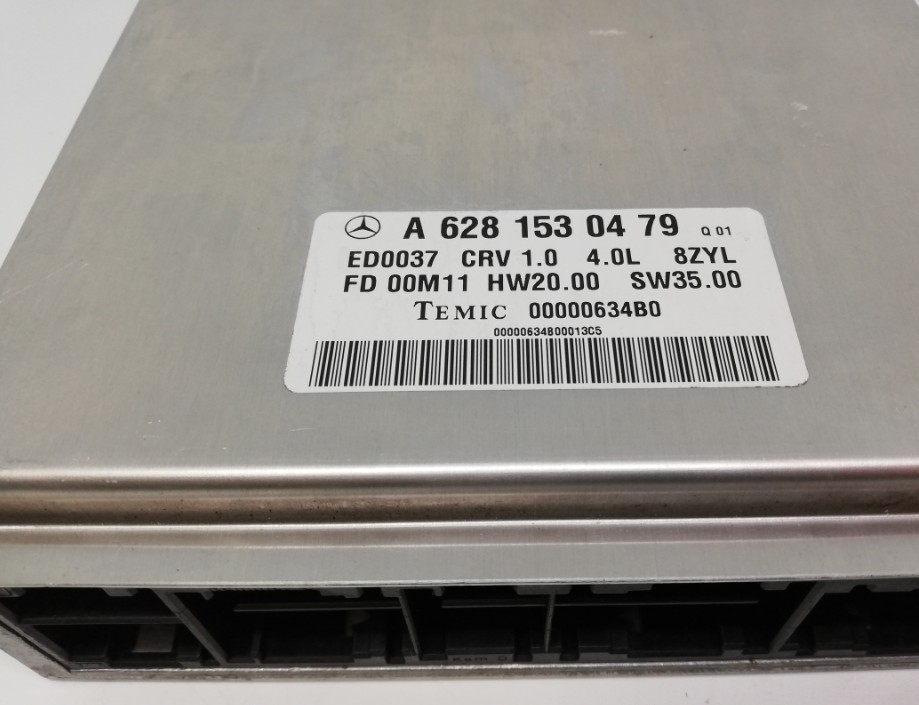 A 628 153 04 79 Q 01
ED0037 CRV 1.0 4.0L 8ZYL
FD 00M11 HW20.00 SW35.00
TEMIC 00000634B0
00000634B00013C5